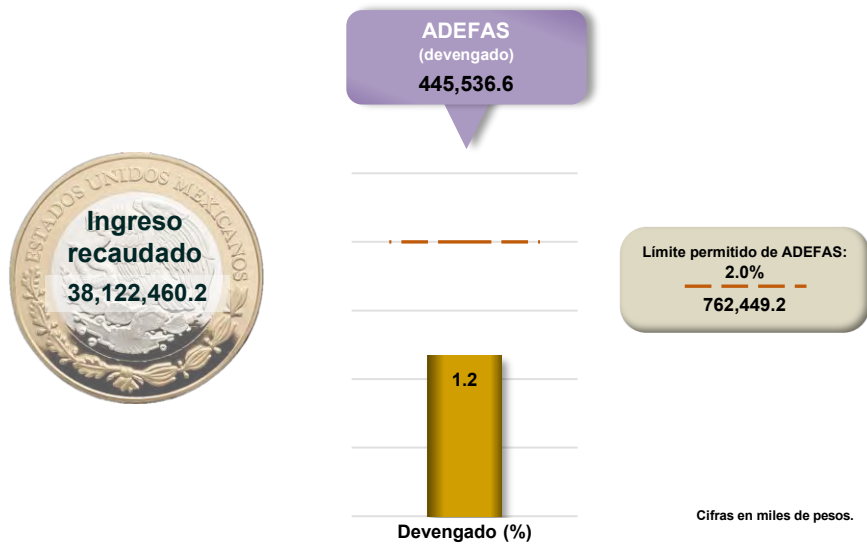 ADEFAS
(devengado)
445,536.6
ESTADOS UNIDOS MEXICANOS
Ingreso
recaudado
38,122,460.2
Límite permitido de ADEFAS:
2.0%
762,449.2
1.2
Devengado (%)
Cifras en miles de pesos.